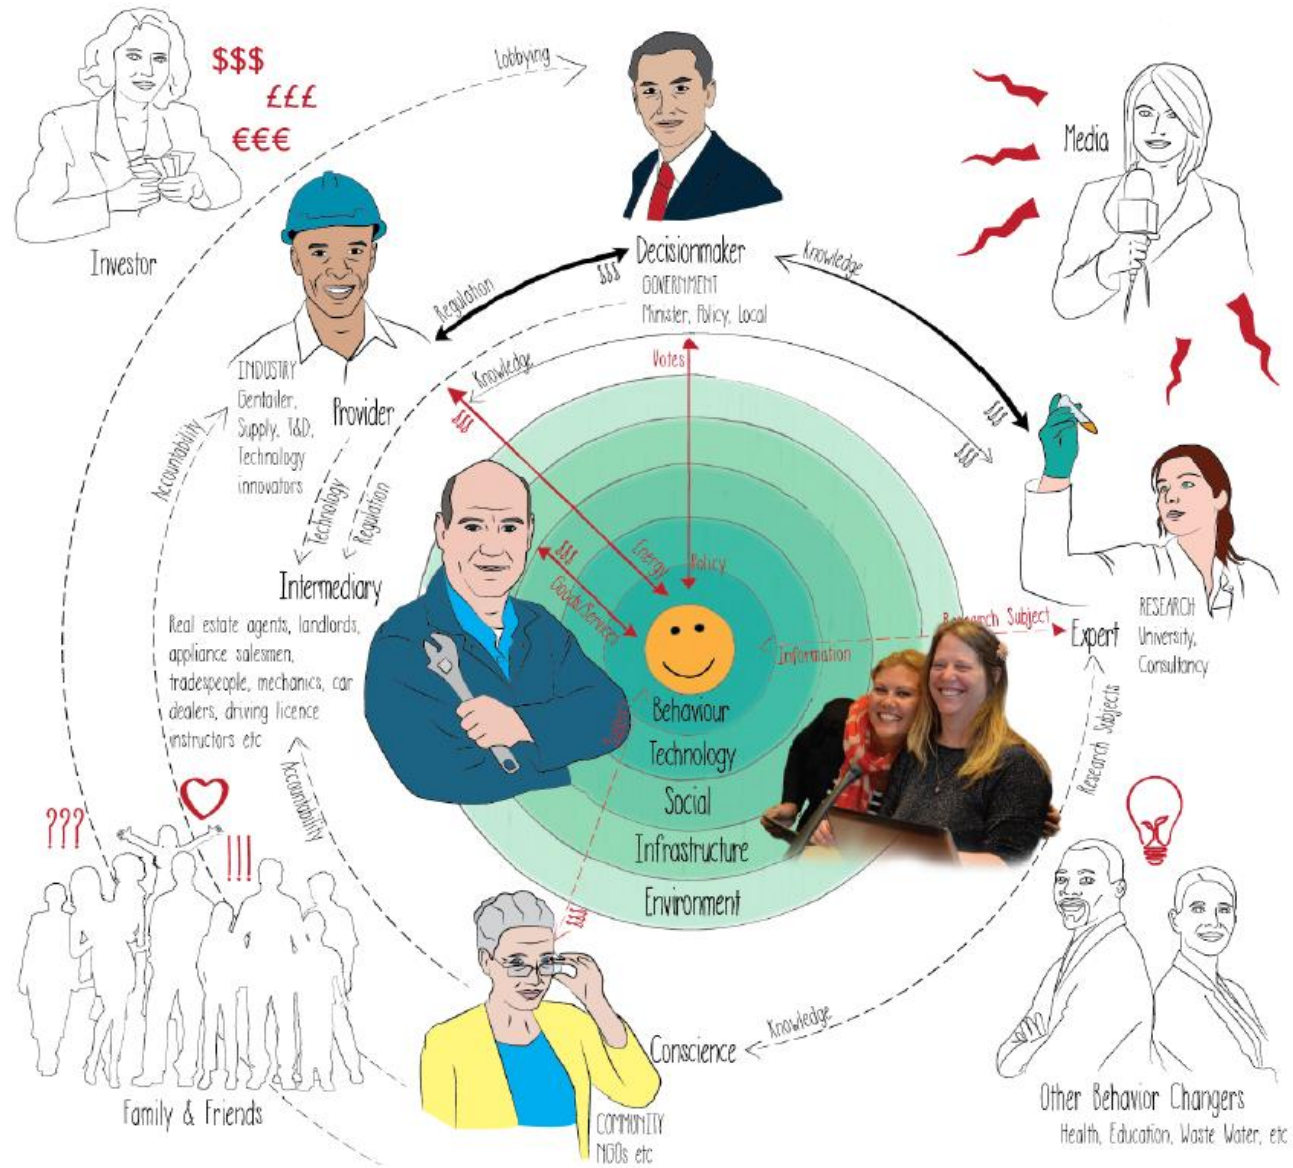 $$$
£££
€€€
Investor
Lobbying
Decisionmaker
GOVERNMENT
Minister, Policy, Local
Media
Regulation
$$$
Knowledge
$$$
$$$
INDUSTRY
Gentailer,
Supply, T&D,
Technology
innovators
Provider
Accountability
Knowledge
Votes
$$$
Technology
Regulation
Intermediary
Real estate agents, landlords,
appliance salesmen,
tradespeople, mechanics, car
dealers, driving licence
instructors etc
$$$
Goods/Services
Energy
Policy
Information
Subject
Expert
RESEARCH
University,
Consultancy
Research Subjects
Behaviour
Technology
Social
Infrastructure
Environment
Accountability
???
!!!
Family & Friends
$$$
Conscience
COMMUNITY
NGOs etc
Knowledge
Other Behavior Changers
Health, Education, Waste Water, etc